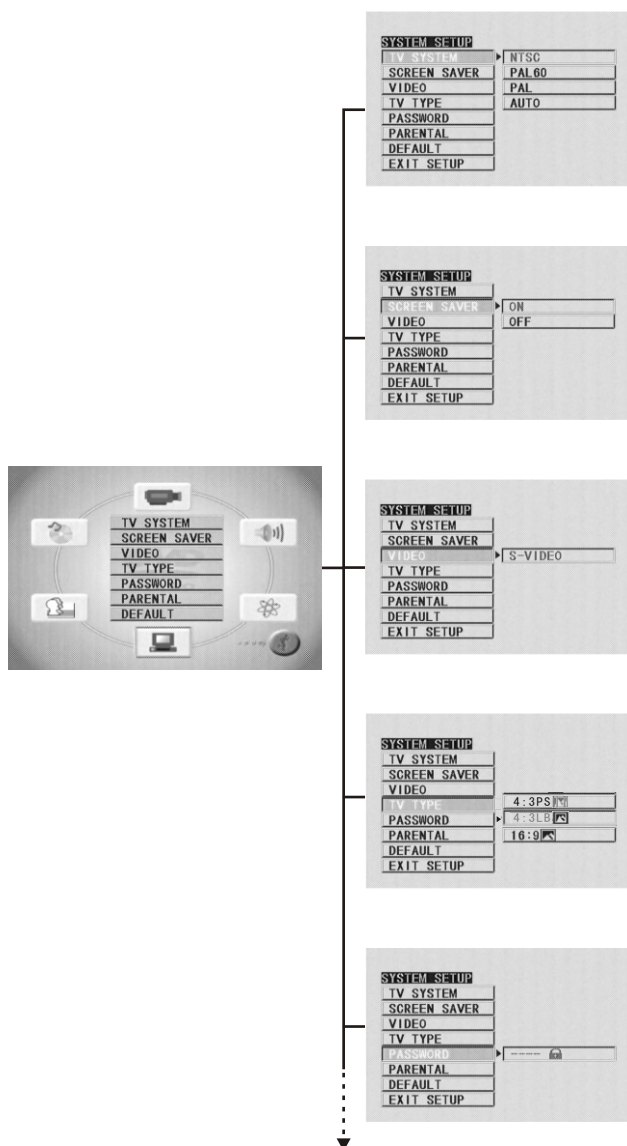 SYSTEM SETUP
TV SYSTEM NTSC
SCREEN SAVER PAL60
VIDEO PAL
TV TYPE AUTO
PASSWORD
PARENTAL
DEFAULT
EXIT SETUP
SYSTEM SETUP
TV SYSTEM
SCREEN SAVER ON
VIDEO OFF
TV TYPE
PASSWORD
PARENTAL
DEFAULT
EXIT SETUP
TV SYSTEM
SCREEN SAVER
VIDEO
TV TYPE
PASSWORD
PARENTAL
DEFAULT
SYSTEM SETUP
TV SYSTEM
SCREEN SAVER
VIDEO S-VIDEO
TV TYPE
PASSWORD
PARENTAL
DEFAULT
EXIT SETUP
SYSTEM SETUP
TV SYSTEM
SCREEN SAVER
VIDEO
TV TYPE 4:3PS
PASSWORD 4:3LB
PARENTAL 16:9
DEFAULT
EXIT SETUP
SYSTEM SETUP
TV SYSTEM
SCREEN SAVER
VIDEO
TV TYPE
PASSWORD ----
PARENTAL
DEFAULT
EXIT SETUP